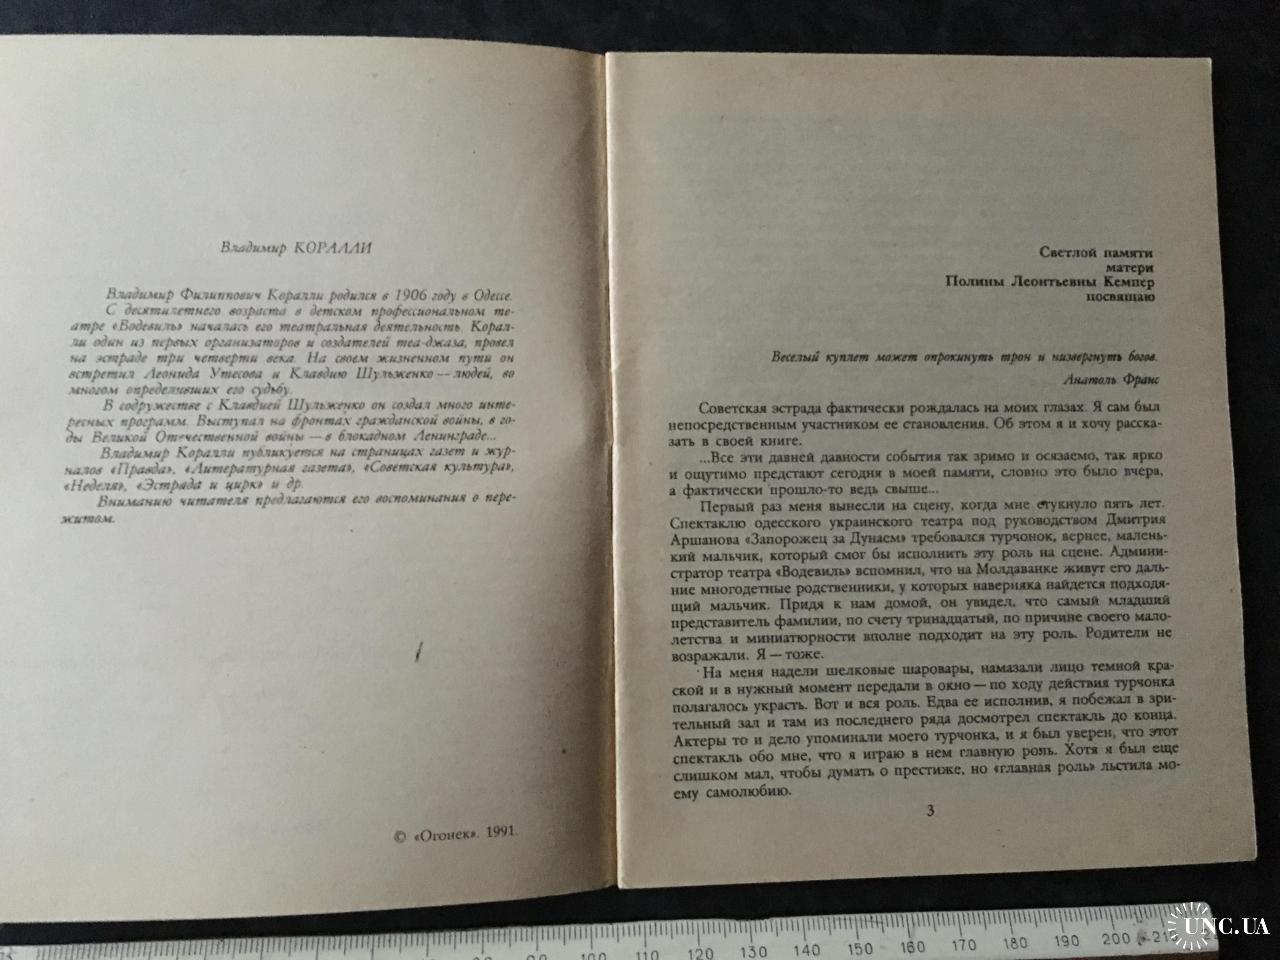 Владимир КОРАЛЛИ
Владимир Филиппович Коралли родился в 1906 году в Одессе.
С десятилетнего возраста в детском профессиональном те-
атре «Водевиль» началась его театральная деятельность. Корал-
ли один из первых организаторов и создателей теа-джаза, провел
на эстраде три четверти века. На своем жизненном пути он
встретил Леонида Утесова и Клавдию Шульженко — людей, во
многом определивших его судьбу.
В содружестве с Клавдией Шульженко он создал много инте-
ресных программ. Выступал на фронтах гражданской войны, в го-
ды Великой Отечественной войны — в блокадном Ленинграде...
Владимир Коралли публикуется на страницах газет и жур-
налов «Правда», «Литературная газета», «Советская культура»,
«Неделя», «Эстрада и цирк» и др.
Вниманию читателя предлагаются его воспоминания о пере-
житом.
© «Огонек». 1991.
Светлой памяти
матери
Полины Леонтьевны Кемпер
посвящаю
Веселый куплет может опрокинуть трон и низвергнуть богов.
Анатоль Франс
Советская эстрада фактически рождалась на моих глазах. Я сам был
непосредственным участником ее становления. Об этом я и хочу расска-
зать в своей книге.
...Все эти давней давности события так зримо и осязаемо, так ярко
и ощутимо предстают сегодня в моей памяти, словно это было вчера,
а фактически прошло-то ведь свыше...
Первый раз меня вынесли на сцену, когда мне стукнуло пять лет.
Спектаклю одесского украинского театра под руководством Дмитрия
Аршанова «Запорожец за Дунаем» требовался турчонок, вернее, малень-
кий мальчик, который смог бы исполнить эту роль на сцене. Админи-
стратор театра «Водевиль» вспомнил, что на Молдаванке живут его даль-
ние многодетные родственники, у которых наверняка найдется подходя-
щий мальчик. Придя к нам домой, он увидел, что самый младший
представитель фамилии, по счету тринадцатый, по причине своего мало-
летства и миниатюрности вполне подходит на эту роль. Родители не
возражали. Я — тоже.
На меня надели шелковые шаровары, намазали лицо темной кра-
ской и в нужный момент передали в окно — по ходу действия турчонка
полагалось украсть. Вот и вся роль. Едва ее исполнив, я побежал в зри-
тельный зал и там из последнего ряда досмотрел спектакль до конца.
Актеры то и дело упоминали моего турчонка, и я был уверен, что этот
спектакль обо мне, что я играю в нем главную роль. Хотя я был еще
слишком мал, чтобы думать о престиже, но «главная роль» льстила мо-
ему самолюбию.
3
90 100 110 120 130 140 150 160 170 180 190 200 210
UNC.UA